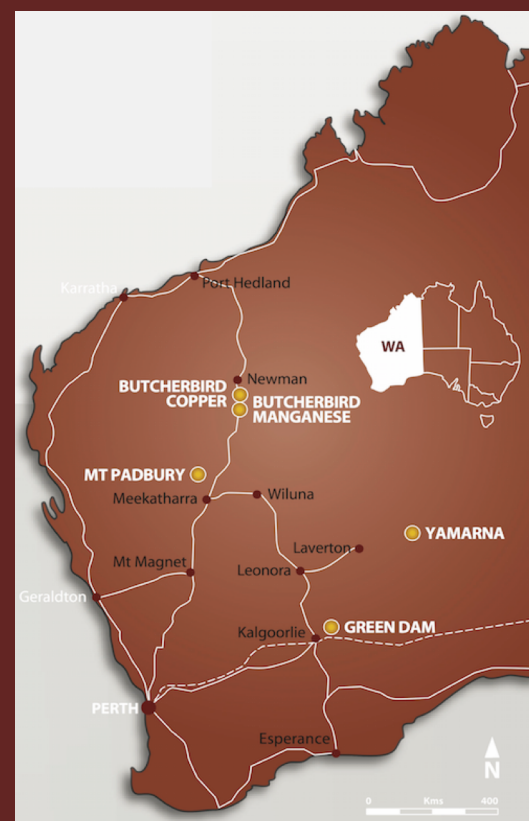 Karratha
Port Hedland
WA
Newman
BUTCHERBIRD
COPPER
BUTCHERBIRD
MANGANESE
MT PADBURY
Meekatharra
Wiluna
YAMARNA
Laverton
Mt Magnet
Leonora
Geraldton
GREEN DAM
Kalgoorlie
PERTH
Esperance
N
0 Kms 400